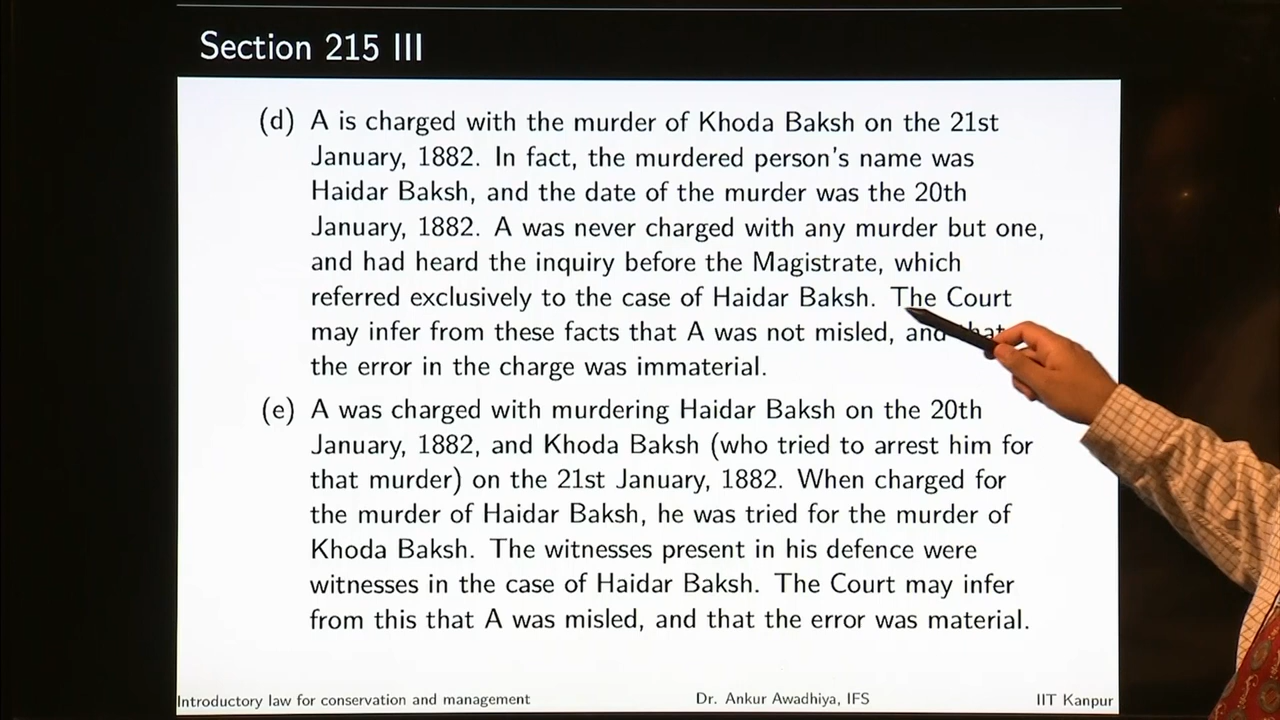 Section 215 III
(d) A is charged with the murder of Khoda Baksh on the 21st
January, 1882. In fact, the murdered person's name was
Haidar Baksh, and the date of the murder was the 20th
January, 1882. A was never charged with any murder but one,
and had heard the inquiry before the Magistrate, which
referred exclusively to the case of Haidar Baksh. The Court
may infer from these facts that A was not misled, and that
the error in the charge was immaterial.
(e) A was charged with murdering Haidar Baksh on the 20th
January, 1882, and Khoda Baksh (who tried to arrest him for
that murder) on the 21st January, 1882. When charged for
the murder of Haidar Baksh, he was tried for the murder of
Khoda Baksh. The witnesses present in his defence were
witnesses in the case of Haidar Baksh. The Court may infer
from this that A was misled, and that the error was material.
Introductory law for conservation and management Dr. Ankur Awadhiya, IFS IIT Kanpur